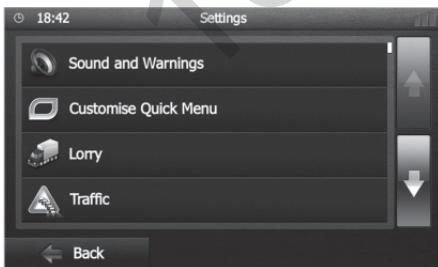 18:42 Settings
Sound and Warnings
Customise Quick Menu
Lorry
Traffic
Back